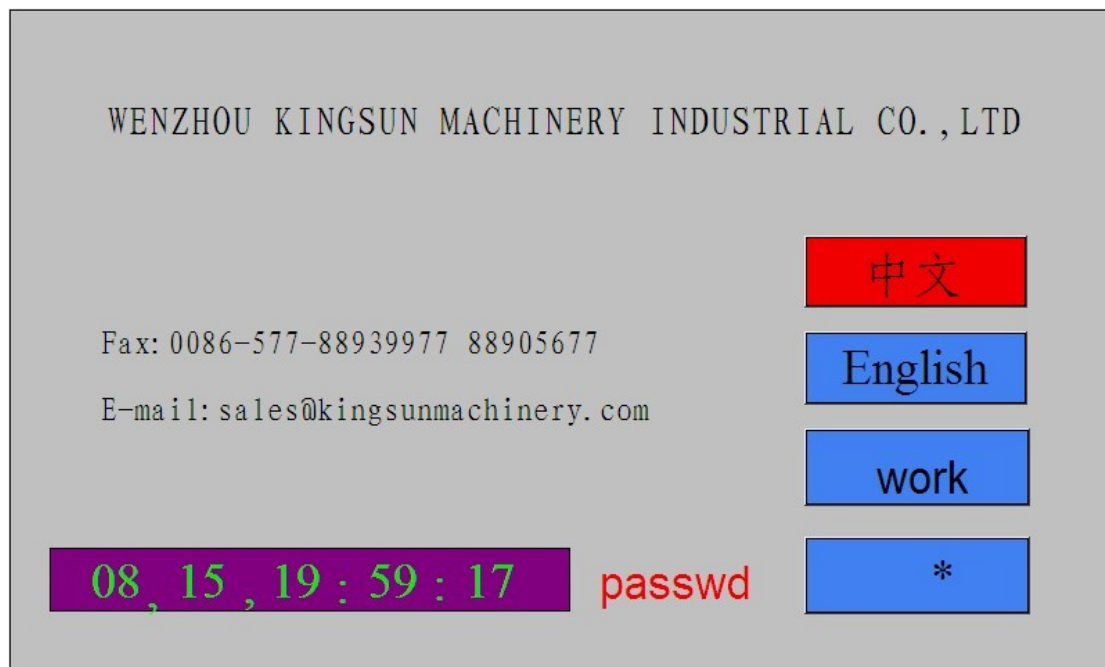 WENZHOU KINGSUN MACHINERY INDUSTRIAL CO.,LTD
中文
Fax:0086-577-88939977 88905677
English
E-mail:sales@kingsunmachinery.com
work
08, 15, 19:59:17
passwd
*